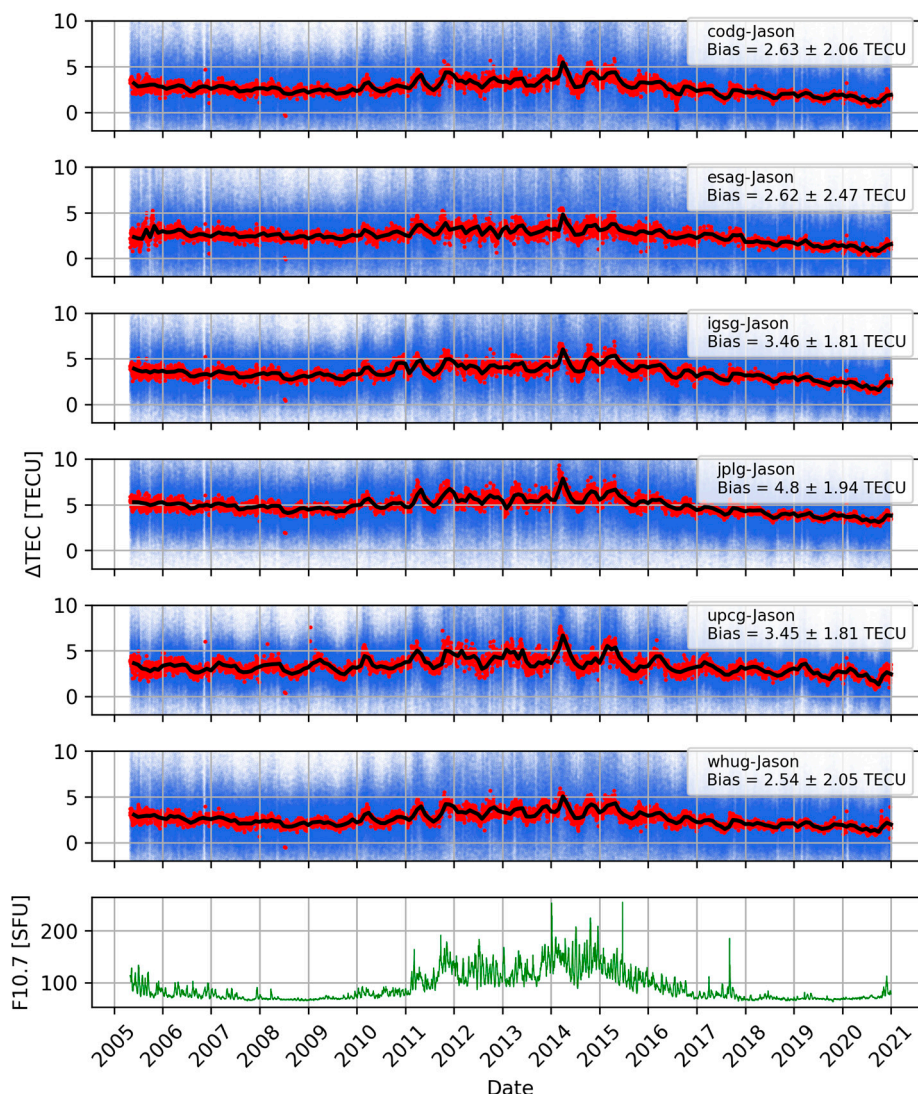 10
5
0
codg-Jason
Bias = 2.63 ± 2.06 TECU
10
5
0
esag-Jason
Bias = 2.62 ± 2.47 TECU
10
5
0
igsg-Jason
Bias = 3.46 ± 1.81 TECU
ΔTEC [TECU]
10
5
0
jplg-Jason
Bias = 4.8 ± 1.94 TECU
10
5
0
upcg-Jason
Bias = 3.45 ± 1.81 TECU
10
5
0
whug-Jason
Bias = 2.54 ± 2.05 TECU
F10.7 [SFU]
200
100
2005 2006 2007 2008 2009 2010 2011 2012 2013 2014 2015 2016 2017 2018 2019 2020 2021
Date